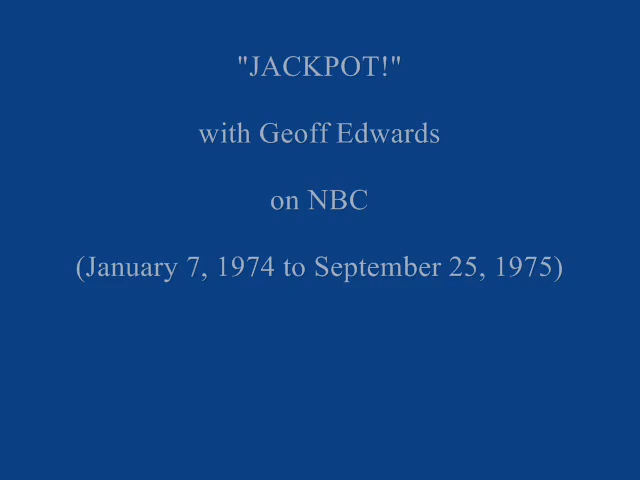 "JACKPOT!"
with Geoff Edwards
on NBC
(January 7, 1974 to September 25, 1975)